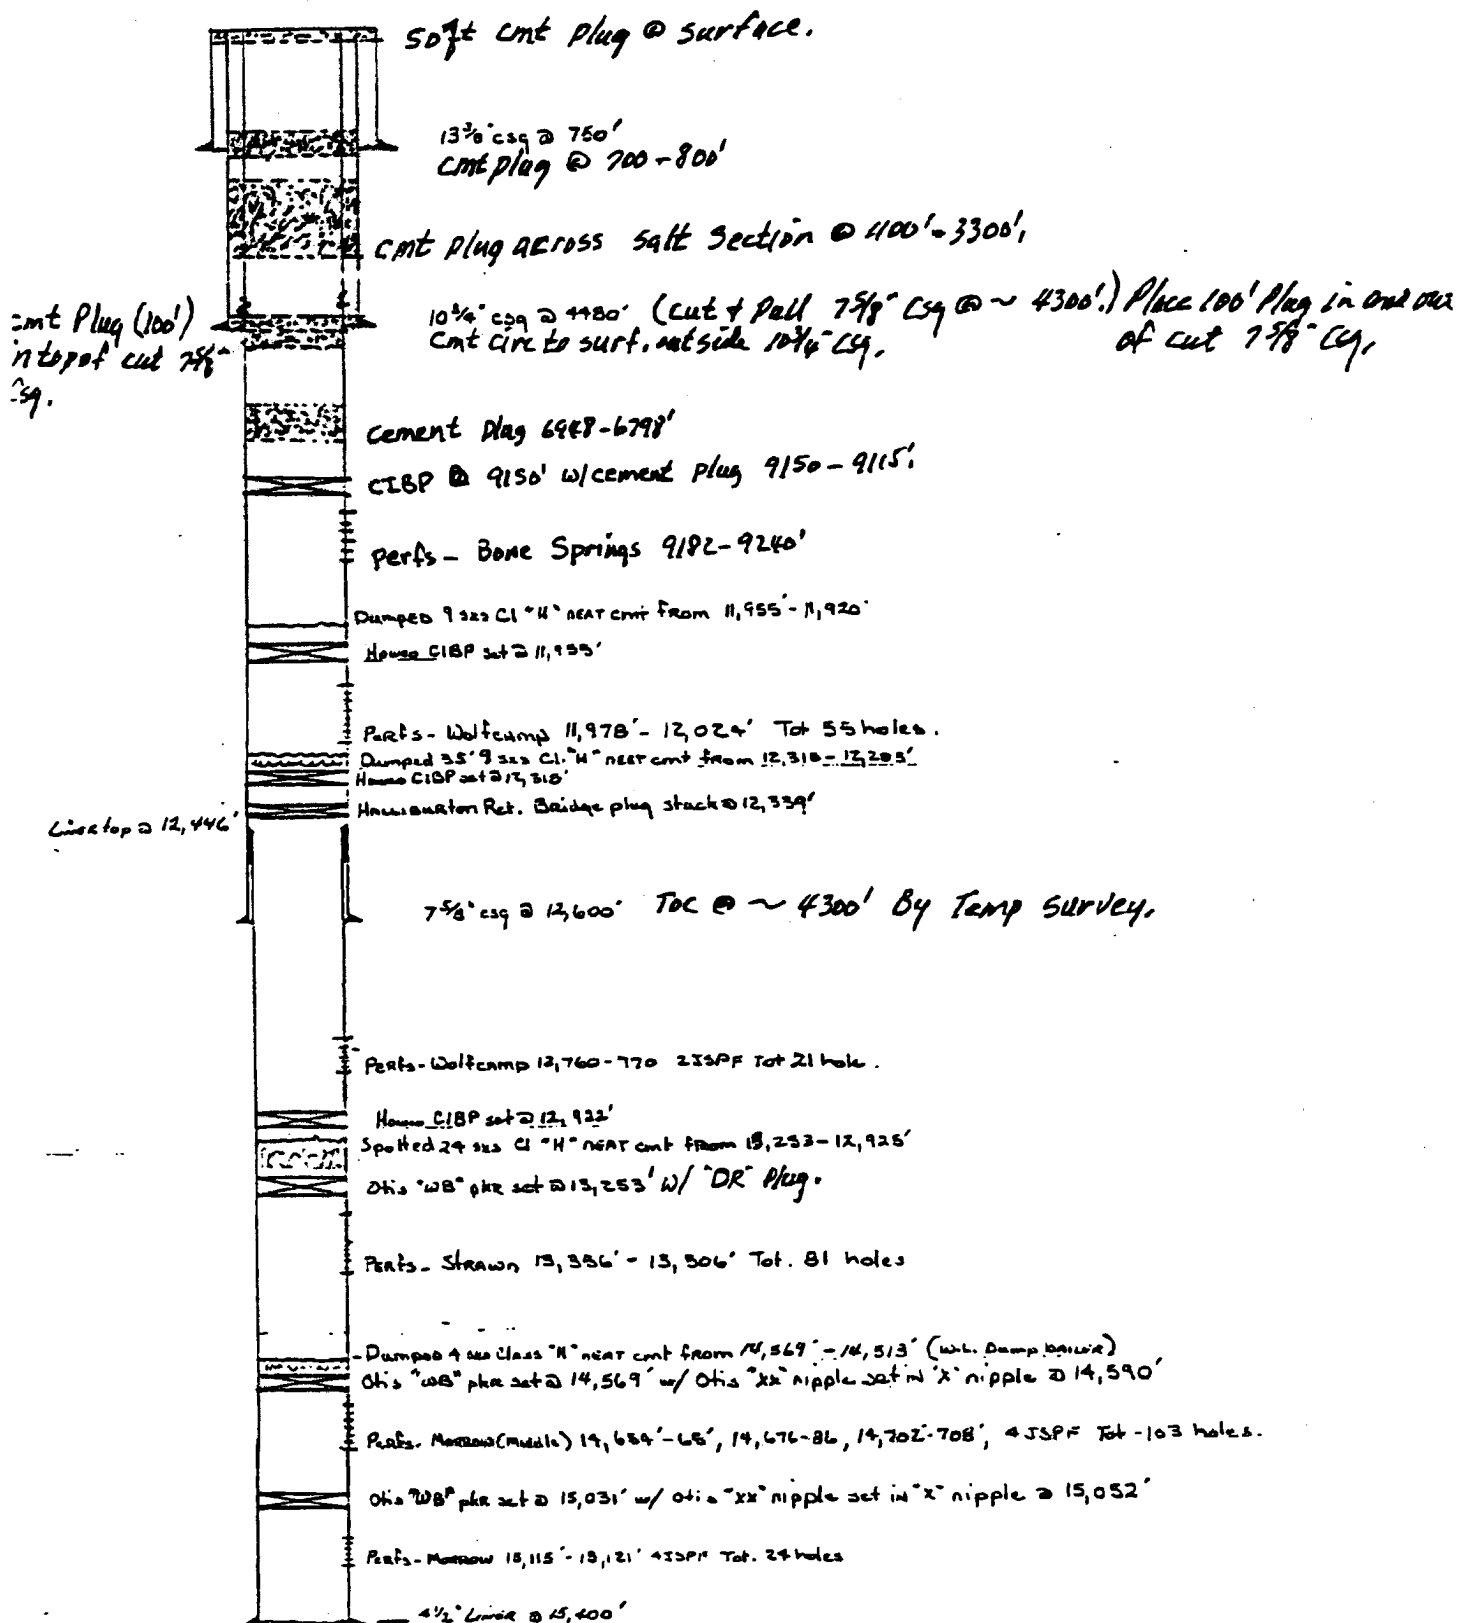 50ft cmt plug @ surface.
13 3/8" csg @ 750'
cmt plug @ 700-800'
cmt plug across salt section @ 1100'-3300'.
10 3/4" csg @ 4480' (cut & Pull 7 5/8" csg @ ~ 4300'.) Place 100' Plug in and out
cmt circ to surf. outside 10 3/4" csg. of cut 7 5/8" csg.
cmt Plug (100')
in top of cut 7 5/8"
csg.
Cement plug 6948-6798'
CIBP @ 9150' w/cement plug 9150-9115'.
Perfs - Bone Springs 9182-9240'
Dumped 9 sxs Cl "H" neat cmt from 11,955'-11,920'
Howco CIBP set @ 11,955'
Perfs - Wolfcamp 11,978'-12,024' Tot 55 holes.
Dumped 35' 9 sxs Cl. "H" neat cmt from 12,318-12,283'
Howco CIBP set @ 12,318'
Halliburton Ret. Bridge plug stuck @ 12,339'
Liner top @ 12,446'
7 5/8" csg @ 12,600' TOC @ ~ 4300' By Temp survey.
Perfs - Wolfcamp 12,760-770 2JSPF Tot 21 hole.
Howco CIBP set @ 12,922'
Spotted 24 sxs Cl "H" neat cmt from 13,253-12,925'
Otis "WB" pkr set @ 13,253' w/ "DR" Plug.
Perfs - Strawn 13,356'-13,506' Tot. 81 holes
Dumped 4 sxs Class "H" neat cmt from 14,569'-14,513' (W.L. Dump bailer)
Otis "WB" pkr set @ 14,569' w/ Otis "XX" nipple set in "X" nipple @ 14,590'
Perfs - Morrow (Middle) 14,654'-65', 14,676-86, 14,702'-708', 4 JSPF Tot - 103 holes.
Otis "WB" pkr set @ 15,031' w/ Otis "XX" nipple set in "X" nipple @ 15,052'
Perfs - Morrow 15,115'-15,121' 4JSPF Tot. 24 holes
4 1/2" Liner @ 15,400'